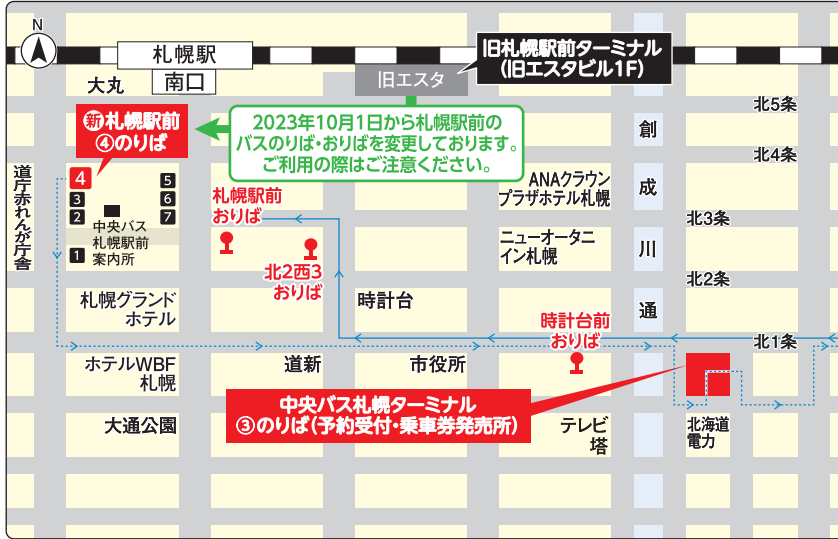 N
札幌駅
南口
大丸
旧エスタ
旧札幌駅前ターミナル
(旧エスタビル1F)
北5条
新札幌駅前
④のりば
2023年10月1日から札幌駅前の
バスのりば・おりばを変更しております。
ご利用の際はご注意ください。
創成川通
北4条
道庁赤れんが庁舎
4
3
2
1
5
6
7
中央バス
札幌駅前
案内所
札幌駅前
おりば
北2西3
おりば
ANAクラウン
プラザホテル札幌
北3条
ニューオータニ
イン札幌
北2条
札幌グランド
ホテル
時計台
時計台前
おりば
北1条
ホテルWBF
札幌
道新
市役所
中央バス札幌ターミナル
③のりば(予約受付・乗車券発売所)
大通公園
テレビ
塔
北海道
電力